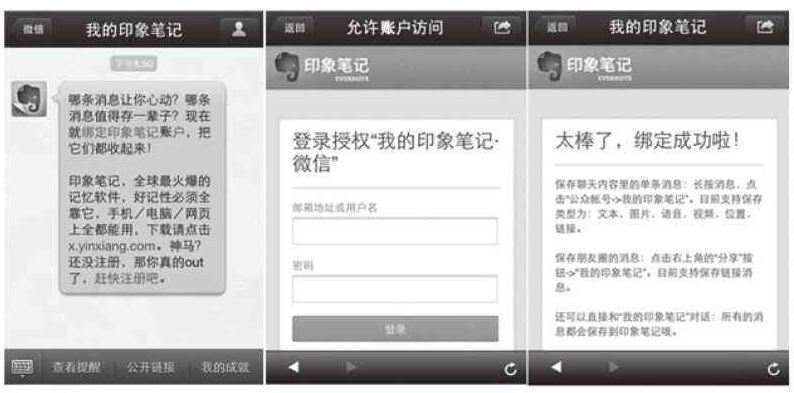 微信
我的印象笔记
下午4:50
哪条消息让你心动？哪条
消息值得存一辈子？现在
就绑定印象笔记账户，把
它们都收起来！
印象笔记，全球最火爆的
记忆软件，好记性必须全
靠它，手机／电脑／网页
上全都能用，下载请点击
x.yinxiang.com。神马？
还没注册，那你真的out
了，赶快注册吧。
查看提醒
公开链接
我的成就
返回
允许账户访问
印象笔记
EVERNOTE
登录授权“我的印象笔记·
微信”
邮箱地址或用户名
密码
登录
返回
我的印象笔记
印象笔记
EVERNOTE
太棒了，绑定成功啦！
保存聊天内容里的单条消息：长按消息，点
击“公众帐号->我的印象笔记”。目前支持保存
类型为：文本、图片、语音、视频、位置、
链接。
保存朋友圈的消息：点击右上角的“分享”按
钮->“我的印象笔记”。目前支持保存链接消
息。
还可以直接和“我的印象笔记”对话：所有的消
息都会保存到印象笔记哦。